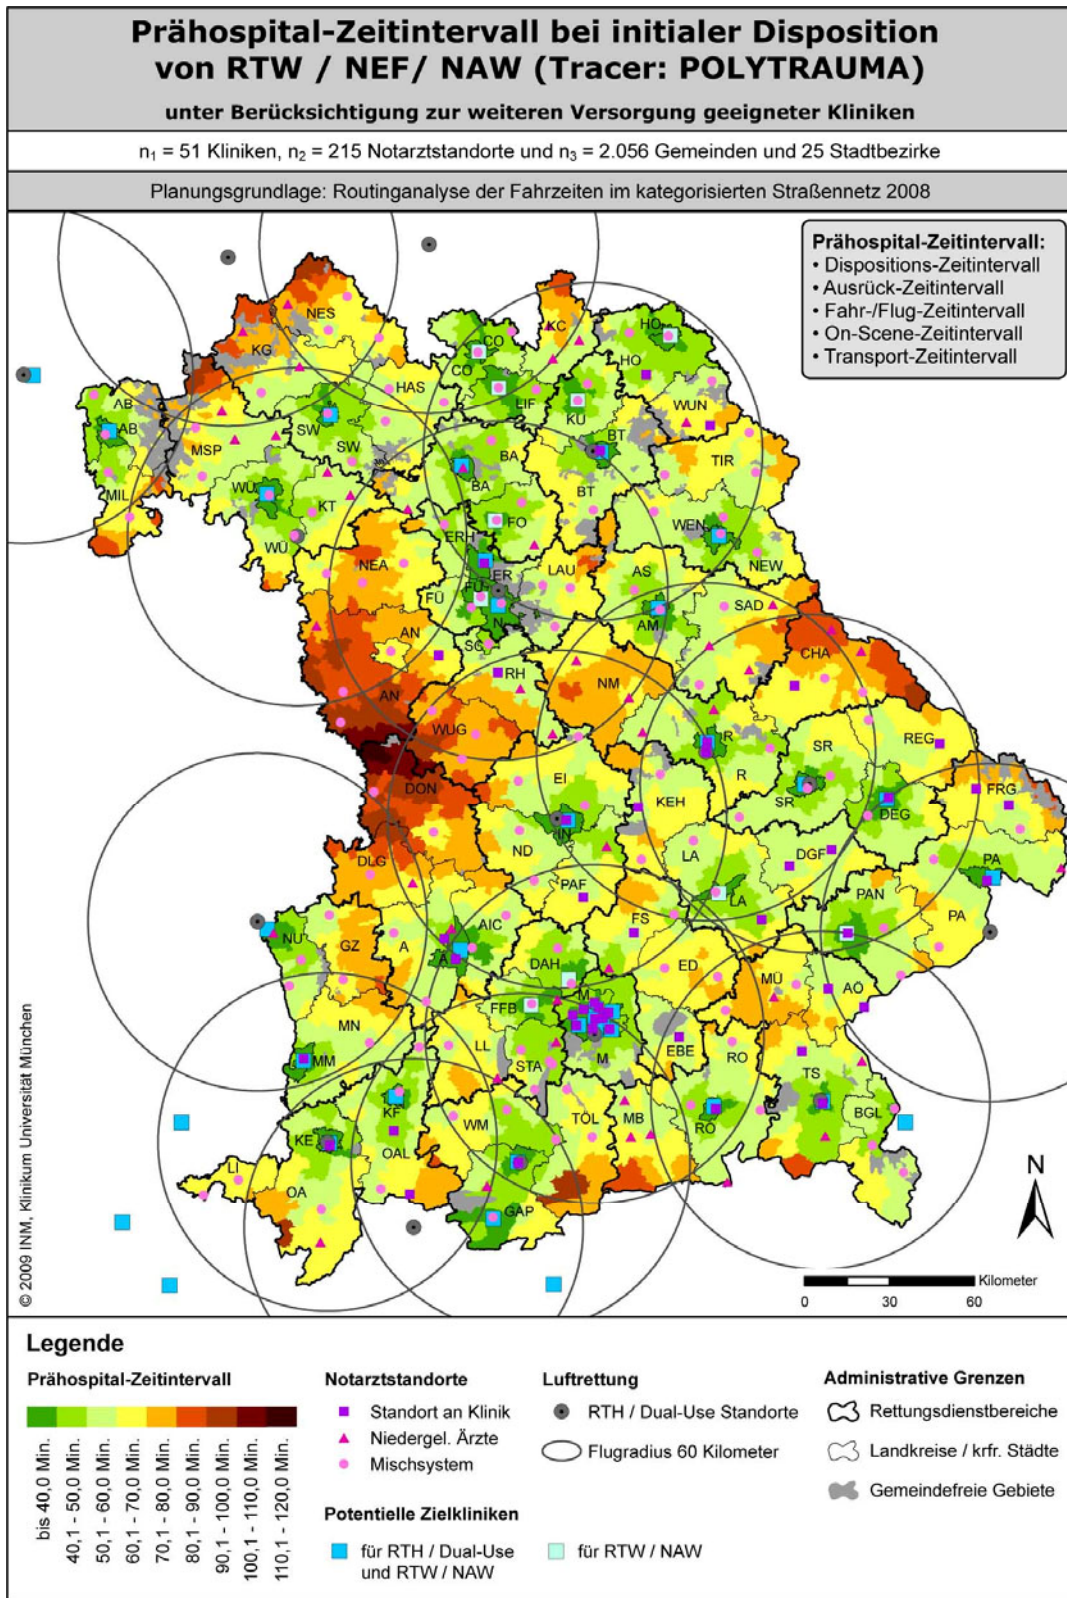 Prähospital-Zeitintervall bei initialer Disposition
von RTW / NEF/ NAW (Tracer: POLYTRAUMA)
unter Berücksichtigung zur weiteren Versorgung geeigneter Kliniken
n₁ = 51 Kliniken, n₂ = 215 Notarztstandorte und n₃ = 2.056 Gemeinden und 25 Stadtbezirke
Planungsgrundlage: Routinganalyse der Fahrzeiten im kategorisierten Straßennetz 2008
Prähospital-Zeitintervall:
• Dispositions-Zeitintervall
• Ausrück-Zeitintervall
• Fahr-/Flug-Zeitintervall
• On-Scene-Zeitintervall
• Transport-Zeitintervall
NES
KG
CO
CO
KC
HO
HO
HAS
LIF
KU
WUN
AB
AB
MSP
SW
SW
BA
BA
BT
BT
TIR
MIL
WÜ
WÜ
KT
FO
ERH
ER
WEN
NEW
NEA
FÜ
FÜ
N
LAU
AS
AM
SAD
AN
AN
SC
RH
NM
CHA
WUG
R
R
SR
SR
REG
DON
EI
KEH
FRG
IN
DEG
DLG
ND
LA
LA
DGF
PA
PA
PAF
PAN
AIC
A
A
FS
NU
GZ
DAH
ED
MÜ
AÖ
FFB
M
M
MN
LL
EBE
RO
RO
MM
STA
TS
KF
WM
TÖL
MB
BGL
KE
OAL
LI
OA
GAP
N
Kilometer
0 30 60
© 2009 INM, Klinikum Universität München
Legende
Prähospital-Zeitintervall
bis 40,0 Min.
40,1 - 50,0 Min.
50,1 - 60,0 Min.
60,1 - 70,0 Min.
70,1 - 80,0 Min.
80,1 - 90,0 Min.
90,1 - 100,0 Min.
100,1 - 110,0 Min.
110,1 - 120,0 Min.
Notarztstandorte
Standort an Klinik
Niedergel. Ärzte
Mischsystem
Luftrettung
RTH / Dual-Use Standorte
Flugradius 60 Kilometer
Potentielle Zielkliniken
für RTH / Dual-Use
und RTW / NAW
für RTW / NAW
Administrative Grenzen
Rettungsdienstbereiche
Landkreise / krfr. Städte
Gemeindefreie Gebiete